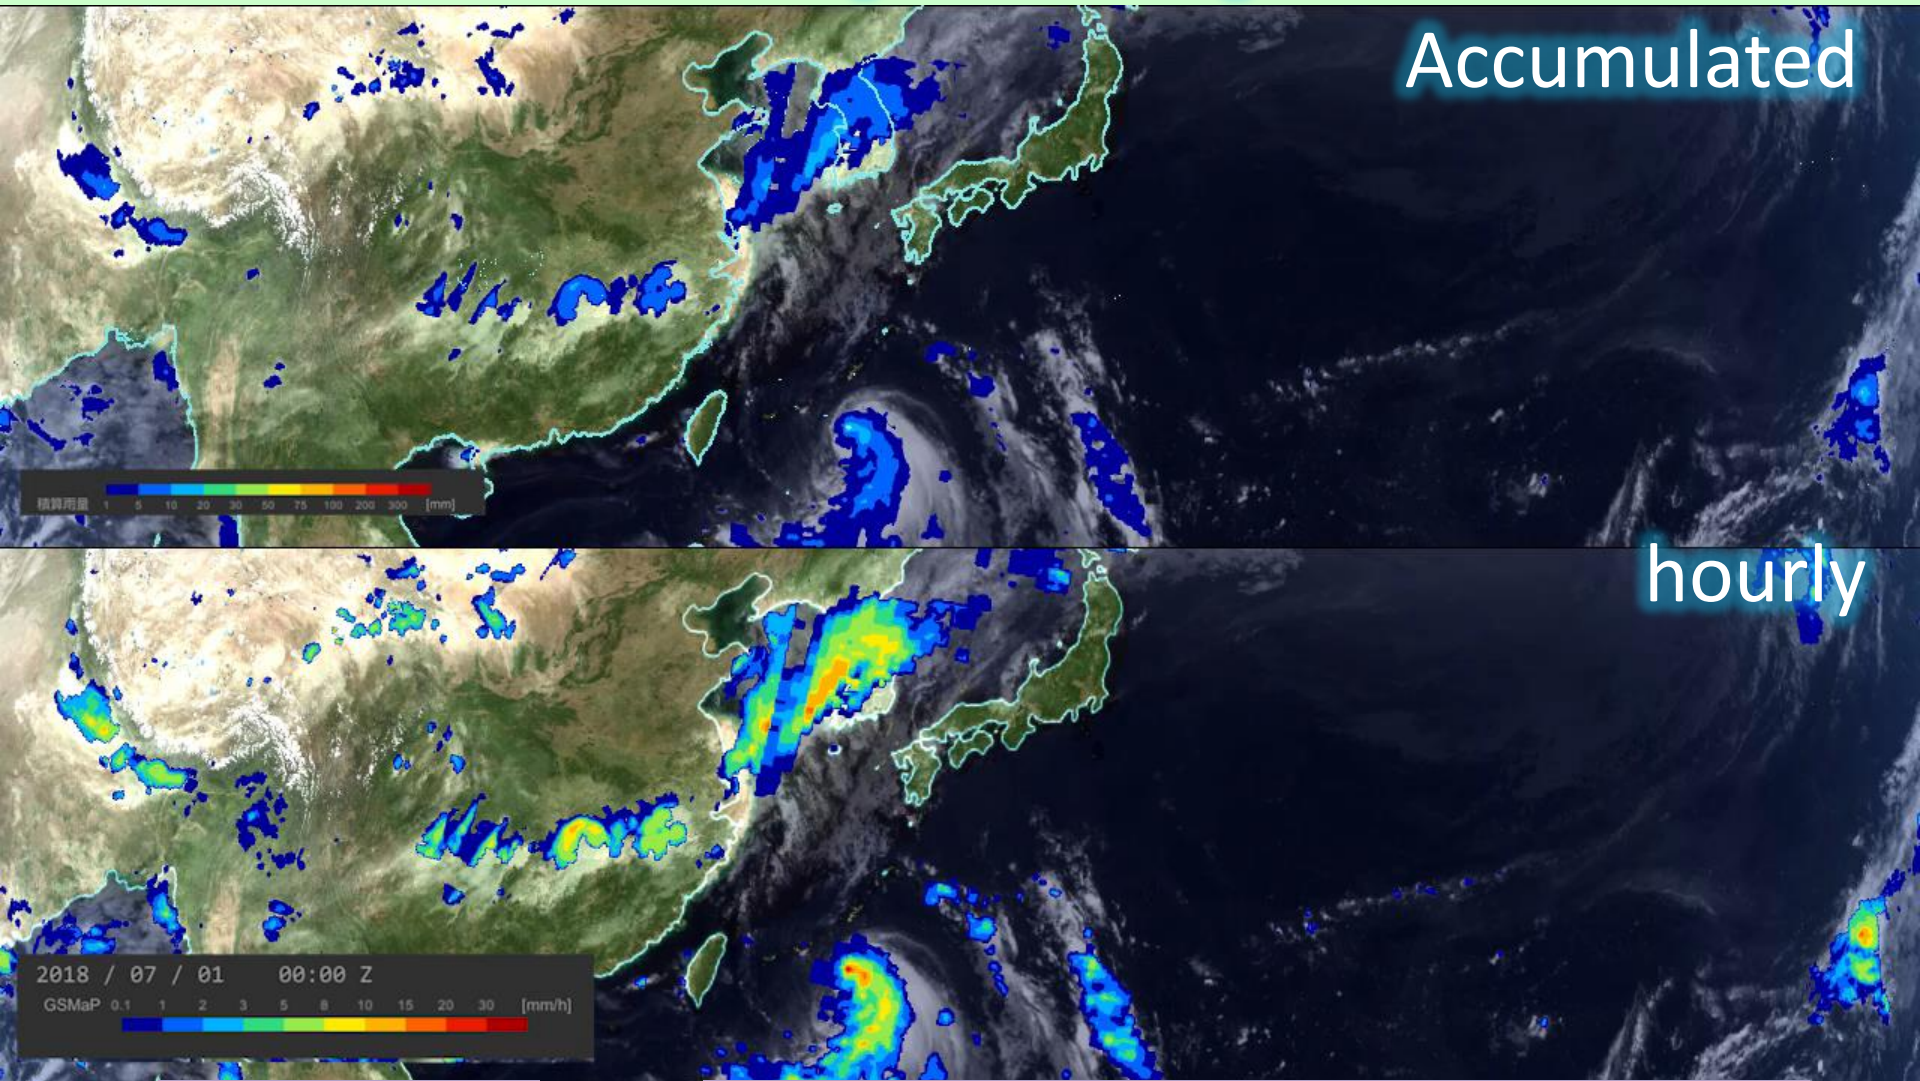 Accumulated
積算雨量 1 5 10 20 30 50 75 100 200 300 [mm]
hourly
2018 / 07 / 01 00:00 Z
GSMaP 0.1 1 2 3 5 8 10 15 20 30 [mm/h]